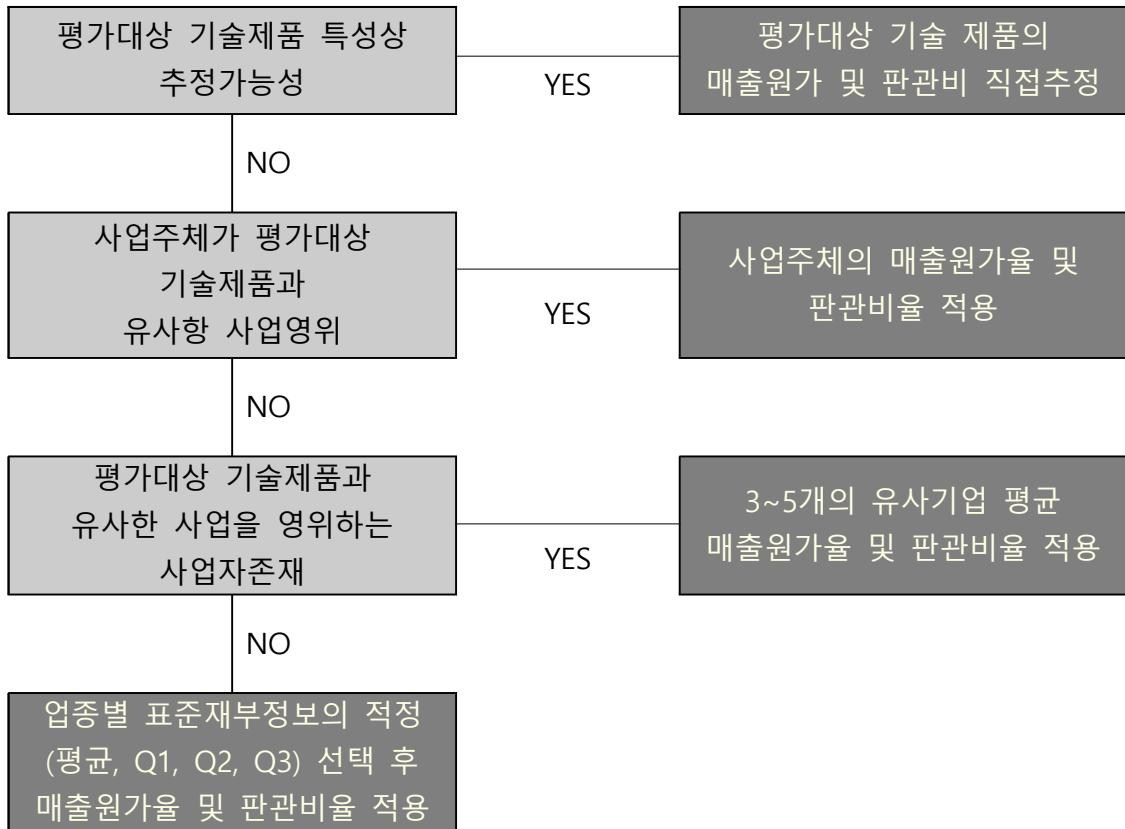 평가대상 기술제품 특성상
추정가능성
YES
평가대상 기술 제품의
매출원가 및 판관비 직접추정
NO
사업주체가 평가대상
기술제품과
유사항 사업영위
YES
사업주체의 매출원가율 및
판관비율 적용
NO
평가대상 기술제품과
유사한 사업을 영위하는
사업자존재
YES
3~5개의 유사기업 평균
매출원가율 및 판관비율 적용
NO
업종별 표준재부정보의 적정
(평균, Q1, Q2, Q3) 선택 후
매출원가율 및 판관비율 적용